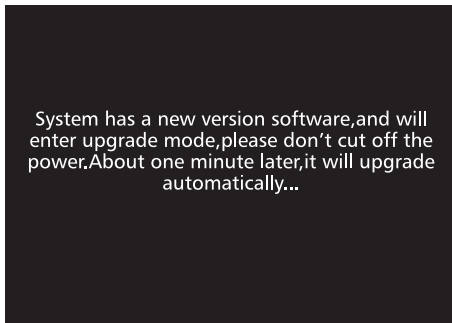 System has a new version software,and will
enter upgrade mode,please don’t cut off the
power.About one minute later,it will upgrade
automatically...